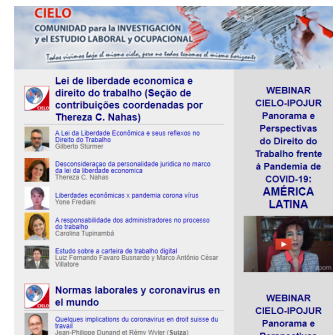 CIELO
COMUNIDAD para la INVESTIGACIÓN
y el ESTUDIO LABORAL y OCUPACIONAL
Todos vivimos bajo el mismo cielo, pero no todos tenemos el mismo horizonte
Lei de liberdade economica e
direito do trabalho (Seção de
contribuições coordenadas por
Thereza C. Nahas)
A Lei da Liberdade Econômica e seus reflexos no
Direito do Trabalho
Gilberto Stürmer
Desconsideraçao da personalidade juridica no marco
da lei da liberdade economica
Thereza C. Nahas
Liberdades econômicas x pandemia corona vírus
Yone Frediani
A responsabilidade dos administradores no processo
do trabalho
Carolina Tupinambá
Estudo sobre a carteira de trabalho digital
Luiz Fernando Favaro Busnardo y Marco Antônio César
Villatore
Normas laborales y coronavirus en
el mundo
Quelques implications du coronavirus en droit suisse du
travail
Jean-Philippe Dunand et Rémy Wyler (Suiza)
WEBINAR
CIELO-IPOJUR
Panorama e
Perspectivas
do Direito do
Trabalho frente
à Pandemia de
COVID-19:
AMÉRICA
LATINA
zoom
WEBINAR
CIELO-IPOJUR
Panorama e
Perspectivas